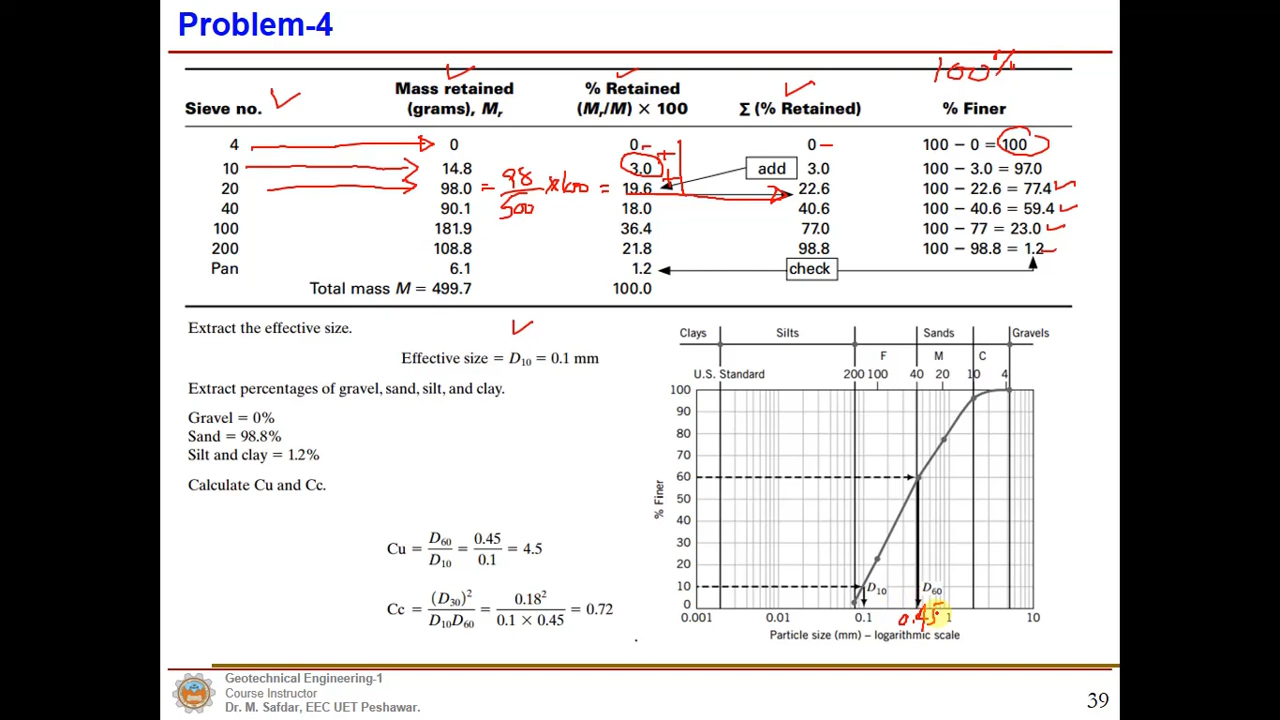 Problem-4
100%
Sieve no. Mass retained (grams), Mr % Retained (Mr/M) × 100 Σ (% Retained) % Finer
4 0 0 0 100 − 0 = 100
10 14.8 3.0 add 3.0 100 − 3.0 = 97.0
20 98.0 = 98/500 × 100 = 19.6 22.6 100 − 22.6 = 77.4
40 90.1 18.0 40.6 100 − 40.6 = 59.4
100 181.9 36.4 77.0 100 − 77 = 23.0
200 108.8 21.8 98.8 100 − 98.8 = 1.2
Pan 6.1 1.2 check
Total mass M = 499.7 100.0
Extract the effective size.
Effective size = D10 = 0.1 mm
Extract percentages of gravel, sand, silt, and clay.
Gravel = 0%
Sand = 98.8%
Silt and clay = 1.2%
Calculate Cu and Cc.
Cu = D60/D10 = 0.45/0.1 = 4.5
Cc = (D30)²/D10D60 = 0.18²/0.1 × 0.45 = 0.72
Clays Silts Sands Gravels
F M C
U.S. Standard 200 100 40 20 10 4
100
90
80
70
60
50
40
30
20
10
0
% Finer
D10 D60
0.45
0.001 0.01 0.1 1 10
Particle size (mm) – logarithmic scale
Geotechnical Engineering-1
Course Instructor
Dr. M. Safdar, EEC UET Peshawar.
39